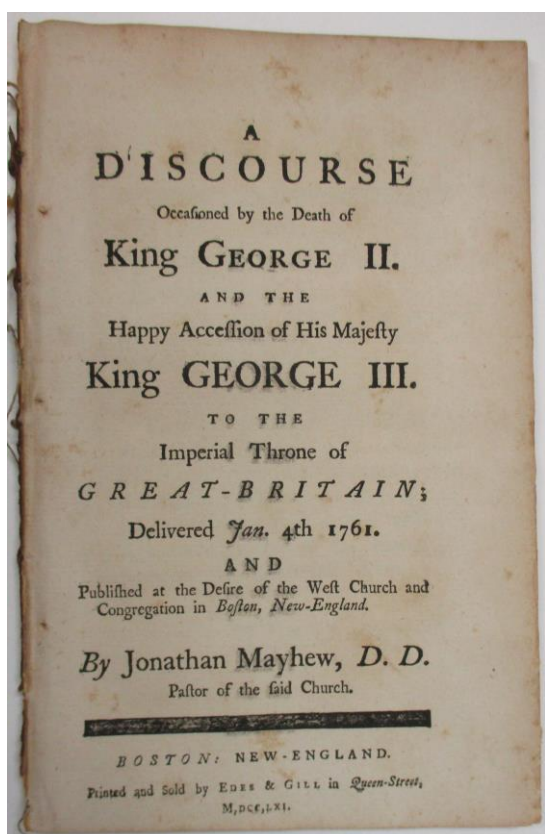 A
DISCOURSE
Occaſioned by the Death of
King GEORGE II.
AND THE
Happy Acceſſion of His Majeſty
King GEORGE III.
TO THE
Imperial Throne of
GREAT-BRITAIN;
Delivered Jan. 4th 1761.
AND
Publiſhed at the Deſire of the Weſt Church and
Congregation in Boſton, New-England.
By Jonathan Mayhew, D. D.
Paſtor of the ſaid Church.
BOSTON: NEW-ENGLAND.
Printed and Sold by EDES & GILL in Queen-Street,
M,DCC,LXI.